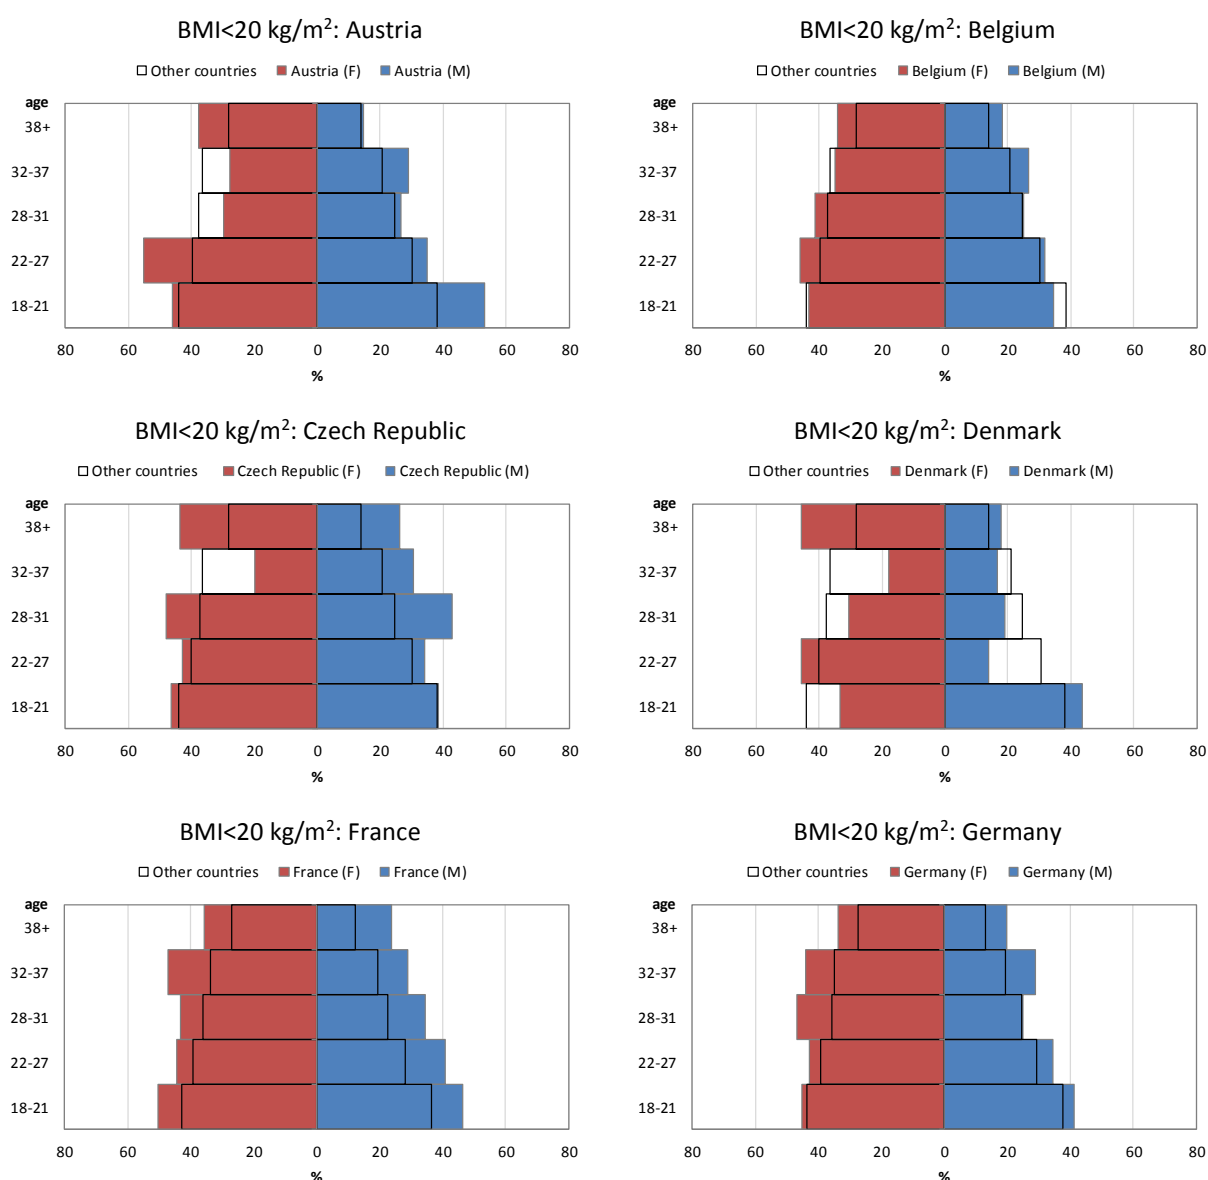 BMI<20 kg/m²: Austria
Other countries Austria (F) Austria (M)
age
38+
32-37
28-31
22-27
18-21
80 60 40 20 0 20 40 60 80
%
BMI<20 kg/m²: Belgium
Other countries Belgium (F) Belgium (M)
age
38+
32-37
28-31
22-27
18-21
80 60 40 20 0 20 40 60 80
%
BMI<20 kg/m²: Czech Republic
Other countries Czech Republic (F) Czech Republic (M)
age
38+
32-37
28-31
22-27
18-21
80 60 40 20 0 20 40 60 80
%
BMI<20 kg/m²: Denmark
Other countries Denmark (F) Denmark (M)
age
38+
32-37
28-31
22-27
18-21
80 60 40 20 0 20 40 60 80
%
BMI<20 kg/m²: France
Other countries France (F) France (M)
age
38+
32-37
28-31
22-27
18-21
80 60 40 20 0 20 40 60 80
%
BMI<20 kg/m²: Germany
Other countries Germany (F) Germany (M)
age
38+
32-37
28-31
22-27
18-21
80 60 40 20 0 20 40 60 80
%